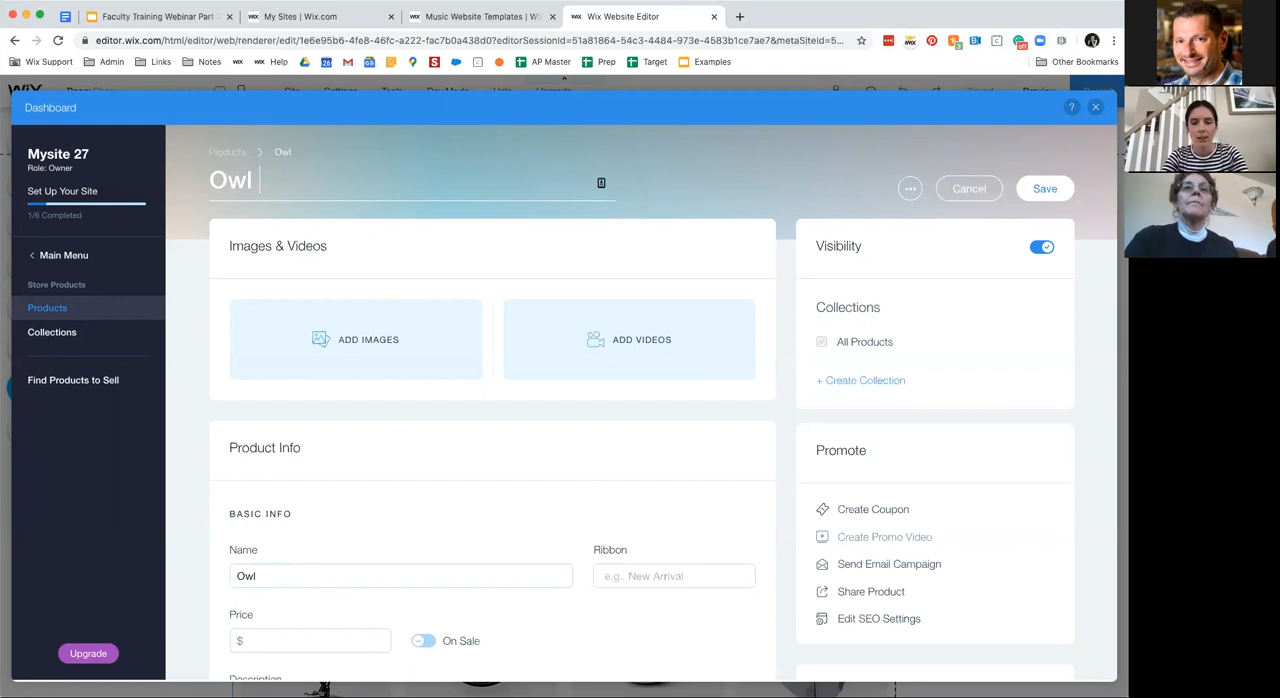 Faculty Training Webinar Part
My Sites | Wix.com
Music Website Templates | W
Wix Website Editor
editor.wix.com/html/editor/web/renderer/edit/1e6e95b6-4fe8-46fc-a222-fac7b0a438d0?editorSessionId=51a81864-54c3-4484-973e-4583b1ce7ae7&metaSiteId=5...
Wix Support
Admin
Links
Notes
Help
AP Master
Prep
Target
Examples
Other Bookmarks
Dashboard
?
Mysite 27
Role: Owner
Set Up Your Site
1/6 Completed
Main Menu
Store Products
Products
Collections
Find Products to Sell
Upgrade
Products > Owl
Owl
...
Cancel
Save
Images & Videos
ADD IMAGES
ADD VIDEOS
Product Info
BASIC INFO
Name
Ribbon
Owl
e.g., New Arrival
Price
$
On Sale
Description
Visibility
Collections
All Products
+ Create Collection
Promote
Create Coupon
Create Promo Video
Send Email Campaign
Share Product
Edit SEO Settings